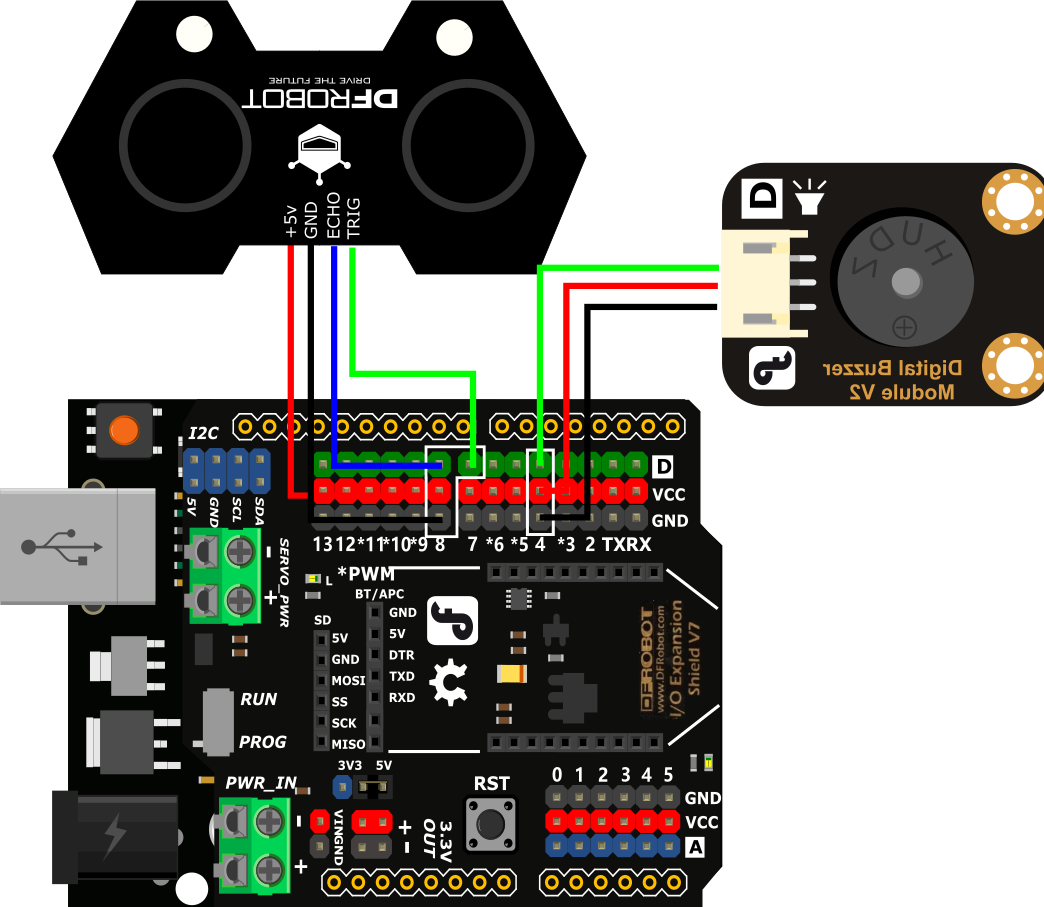 DRIVE THE FUTURE
DFROBOT
+5v
GND
ECHO
TRIG
D
ZDUH
Digital Buzzer
Module V2
I2C
5V
GND
SCL
SDA
D
VCC
GND
13 12 *11 *10 *9 8 7 *6 *5 4 *3 2 TX RX
SERVO_PWR
-
+
L
*PWM
BT/APC
GND
5V
DTR
TXD
RXD
SD
5V
GND
MOSI
SS
SCK
MISO
DFROBOT
www.DFRobot.com
I/O Expansion
Shield V7
RUN
PROG
3V3 5V
PWR_IN
-
+
VIN
GND
+
-
3.3V
OUT
RST
0 1 2 3 4 5
GND
VCC
A